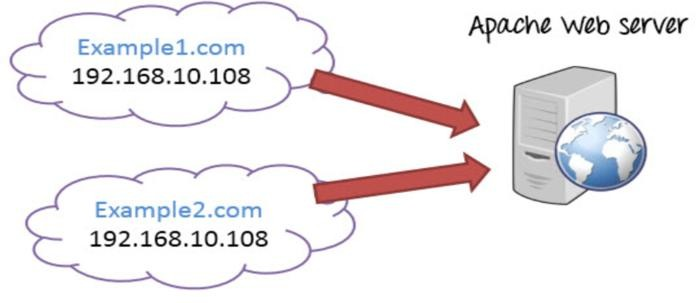 Example1.com
192.168.10.108
Apache Web server
Example2.com
192.168.10.108